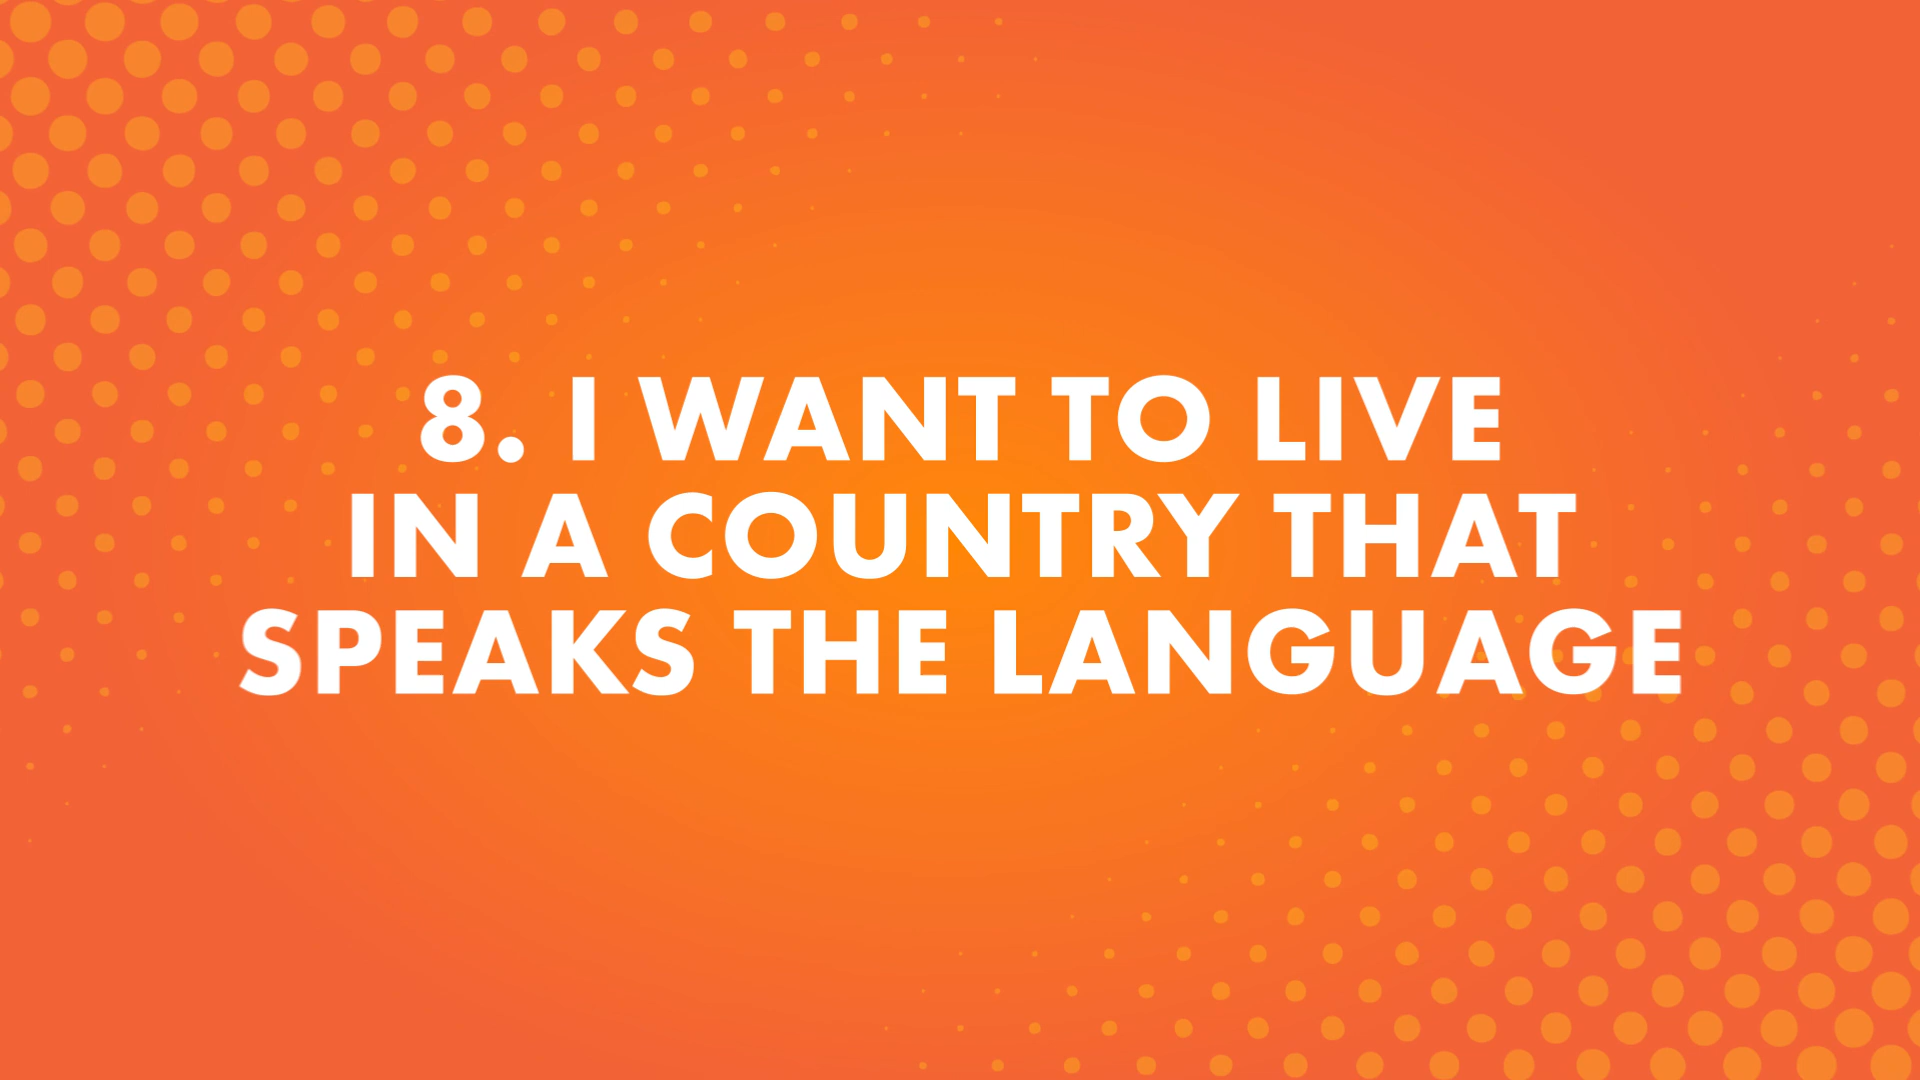 8. I WANT TO LIVE
IN A COUNTRY THAT
SPEAKS THE LANGUAGE